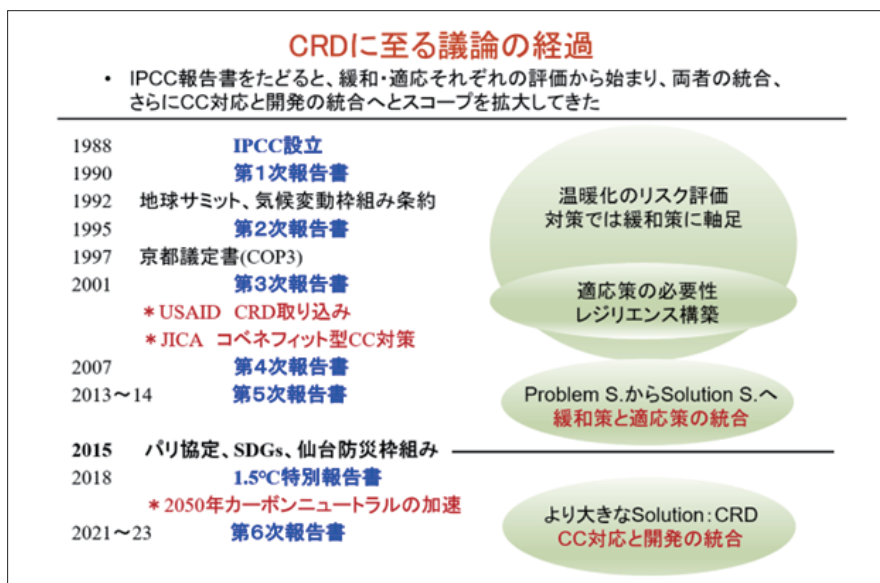 CRDに至る議論の経過
• IPCC報告書をたどると、緩和・適応それぞれの評価から始まり、両者の統合、
さらにCC対応と開発の統合へとスコープを拡大してきた
1988 IPCC設立
1990 第1次報告書
1992 地球サミット、気候変動枠組み条約
1995 第2次報告書
1997 京都議定書(COP3)
2001 第3次報告書
＊USAID CRD取り込み
＊JICA コベネフィット型CC対策
2007 第4次報告書
2013～14 第5次報告書
2015 パリ協定、SDGs、仙台防災枠組み
2018 1.5℃特別報告書
＊2050年カーボンニュートラルの加速
2021～23 第6次報告書
温暖化のリスク評価
対策では緩和策に軸足
適応策の必要性
レジリエンス構築
Problem S.からSolution S.へ
緩和策と適応策の統合
より大きなSolution：CRD
CC対応と開発の統合